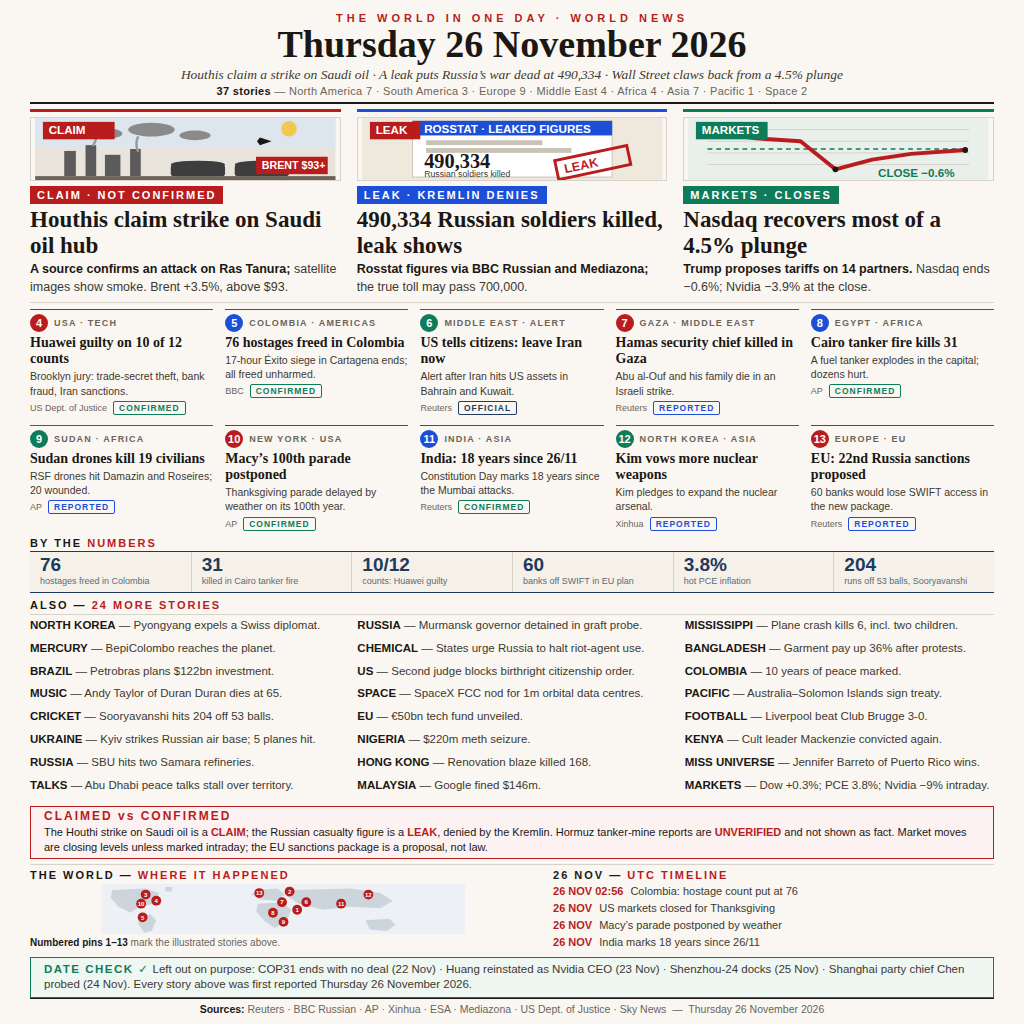 THE WORLD IN ONE DAY · WORLD NEWS
Thursday 26 November 2026
Houthis claim a strike on Saudi oil · A leak puts Russia’s war dead at 490,334 · Wall Street claws back from a 4.5% plunge
37 stories — North America 7 · South America 3 · Europe 9 · Middle East 4 · Africa 4 · Asia 7 · Pacific 1 · Space 2
CLAIM
BRENT $93+
CLAIM · NOT CONFIRMED
Houthis claim strike on Saudi
oil hub
A source confirms an attack on Ras Tanura; satellite
images show smoke. Brent +3.5%, above $93.
LEAK
ROSSTAT · LEAKED FIGURES
490,334
Russian soldiers killed
LEAK
LEAK · KREMLIN DENIES
490,334 Russian soldiers killed,
leak shows
Rosstat figures via BBC Russian and Mediazona;
the true toll may pass 700,000.
MARKETS
CLOSE −0.6%
MARKETS · CLOSES
Nasdaq recovers most of a
4.5% plunge
Trump proposes tariffs on 14 partners. Nasdaq ends
−0.6%; Nvidia −3.9% at the close.
4 USA · TECH
Huawei guilty on 10 of 12
counts
Brooklyn jury: trade-secret theft, bank
fraud, Iran sanctions.
US Dept. of Justice CONFIRMED
5 COLOMBIA · AMERICAS
76 hostages freed in Colombia
17-hour Éxito siege in Cartagena ends;
all freed unharmed.
BBC CONFIRMED
6 MIDDLE EAST · ALERT
US tells citizens: leave Iran
now
Alert after Iran hits US assets in
Bahrain and Kuwait.
Reuters OFFICIAL
7 GAZA · MIDDLE EAST
Hamas security chief killed in
Gaza
Abu al-Ouf and his family die in an
Israeli strike.
Reuters REPORTED
8 EGYPT · AFRICA
Cairo tanker fire kills 31
A fuel tanker explodes in the capital;
dozens hurt.
AP CONFIRMED
9 SUDAN · AFRICA
Sudan drones kill 19 civilians
RSF drones hit Damazin and Roseires;
20 wounded.
AP REPORTED
10 NEW YORK · USA
Macy’s 100th parade
postponed
Thanksgiving parade delayed by
weather on its 100th year.
AP CONFIRMED
11 INDIA · ASIA
India: 18 years since 26/11
Constitution Day marks 18 years since
the Mumbai attacks.
Reuters CONFIRMED
12 NORTH KOREA · ASIA
Kim vows more nuclear
weapons
Kim pledges to expand the nuclear
arsenal.
Xinhua REPORTED
13 EUROPE · EU
EU: 22nd Russia sanctions
proposed
60 banks would lose SWIFT access in
the new package.
Reuters REPORTED
BY THE NUMBERS
76
hostages freed in Colombia
31
killed in Cairo tanker fire
10/12
counts: Huawei guilty
60
banks off SWIFT in EU plan
3.8%
hot PCE inflation
204
runs off 53 balls, Sooryavanshi
ALSO — 24 MORE STORIES
NORTH KOREA — Pyongyang expels a Swiss diplomat.
MERCURY — BepiColombo reaches the planet.
BRAZIL — Petrobras plans $122bn investment.
MUSIC — Andy Taylor of Duran Duran dies at 65.
CRICKET — Sooryavanshi hits 204 off 53 balls.
UKRAINE — Kyiv strikes Russian air base; 5 planes hit.
RUSSIA — SBU hits two Samara refineries.
TALKS — Abu Dhabi peace talks stall over territory.
RUSSIA — Murmansk governor detained in graft probe.
CHEMICAL — States urge Russia to halt riot-agent use.
US — Second judge blocks birthright citizenship order.
SPACE — SpaceX FCC nod for 1m orbital data centres.
EU — €50bn tech fund unveiled.
NIGERIA — $220m meth seizure.
HONG KONG — Renovation blaze killed 168.
MALAYSIA — Google fined $146m.
MISSISSIPPI — Plane crash kills 6, incl. two children.
BANGLADESH — Garment pay up 36% after protests.
COLOMBIA — 10 years of peace marked.
PACIFIC — Australia–Solomon Islands sign treaty.
FOOTBALL — Liverpool beat Club Brugge 3-0.
KENYA — Cult leader Mackenzie convicted again.
MISS UNIVERSE — Jennifer Barreto of Puerto Rico wins.
MARKETS — Dow +0.3%; PCE 3.8%; Nvidia −9% intraday.
CLAIMED vs CONFIRMED
The Houthi strike on Saudi oil is a CLAIM; the Russian casualty figure is a LEAK, denied by the Kremlin. Hormuz tanker-mine reports are UNVERIFIED and not shown as fact. Market moves
are closing levels unless marked intraday; the EU sanctions package is a proposal, not law.
THE WORLD — WHERE IT HAPPENED
3
4
10
5
13
2
7
6
8
1
9
11
12
Numbered pins 1–13 mark the illustrated stories above.
26 NOV — UTC TIMELINE
26 NOV 02:56 Colombia: hostage count put at 76
26 NOV US markets closed for Thanksgiving
26 NOV Macy’s parade postponed by weather
26 NOV India marks 18 years since 26/11
DATE CHECK ✓ Left out on purpose: COP31 ends with no deal (22 Nov) · Huang reinstated as Nvidia CEO (23 Nov) · Shenzhou-24 docks (25 Nov) · Shanghai party chief Chen
probed (24 Nov). Every story above was first reported Thursday 26 November 2026.
Sources: Reuters · BBC Russian · AP · Xinhua · ESA · Mediazona · US Dept. of Justice · Sky News — Thursday 26 November 2026